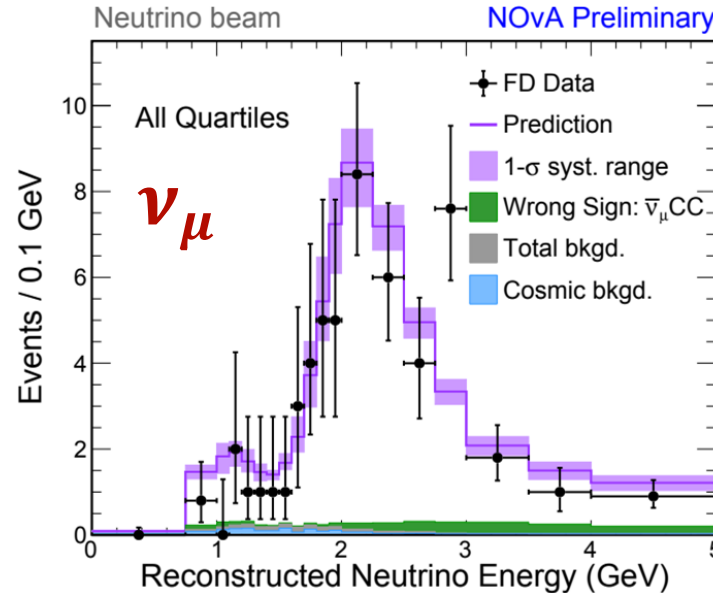 Neutrino beam NOvA Preliminary
All Quartiles
νμ
FD Data
Prediction
1-σ syst. range
Wrong Sign: ν̅μCC
Total bkgd.
Cosmic bkgd.
Events / 0.1 GeV
10
8
6
4
2
0
0 1 2 3 4 5
Reconstructed Neutrino Energy (GeV)